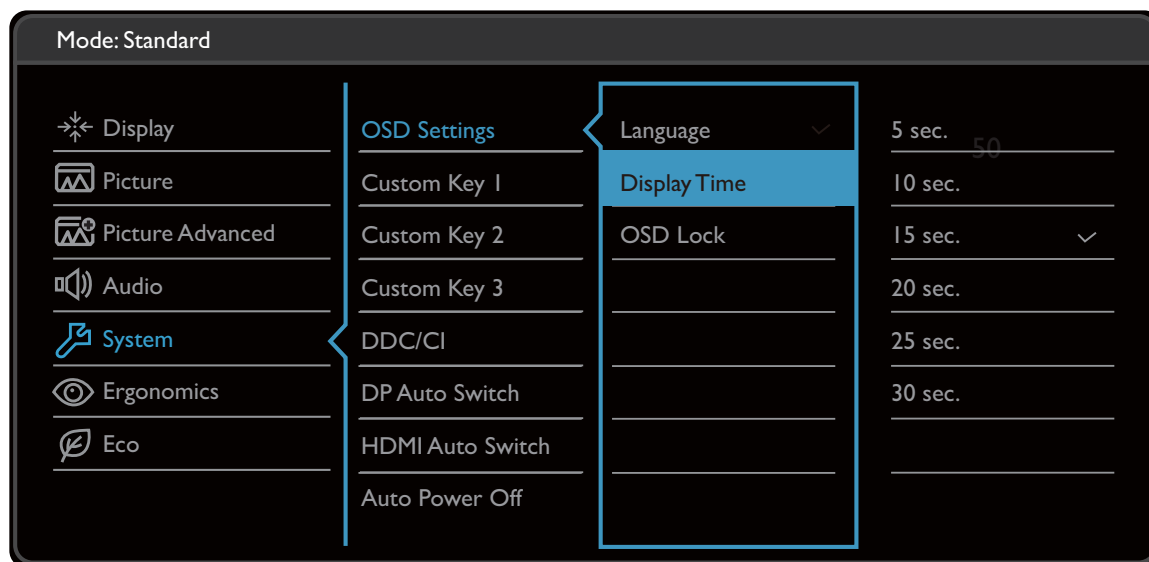 Mode: Standard
Display
Picture
Picture Advanced
Audio
System
Ergonomics
Eco
OSD Settings
Custom Key 1
Custom Key 2
Custom Key 3
DDC/CI
DP Auto Switch
HDMI Auto Switch
Auto Power Off
Language
Display Time
OSD Lock
5 sec.
50
10 sec.
15 sec.
20 sec.
25 sec.
30 sec.